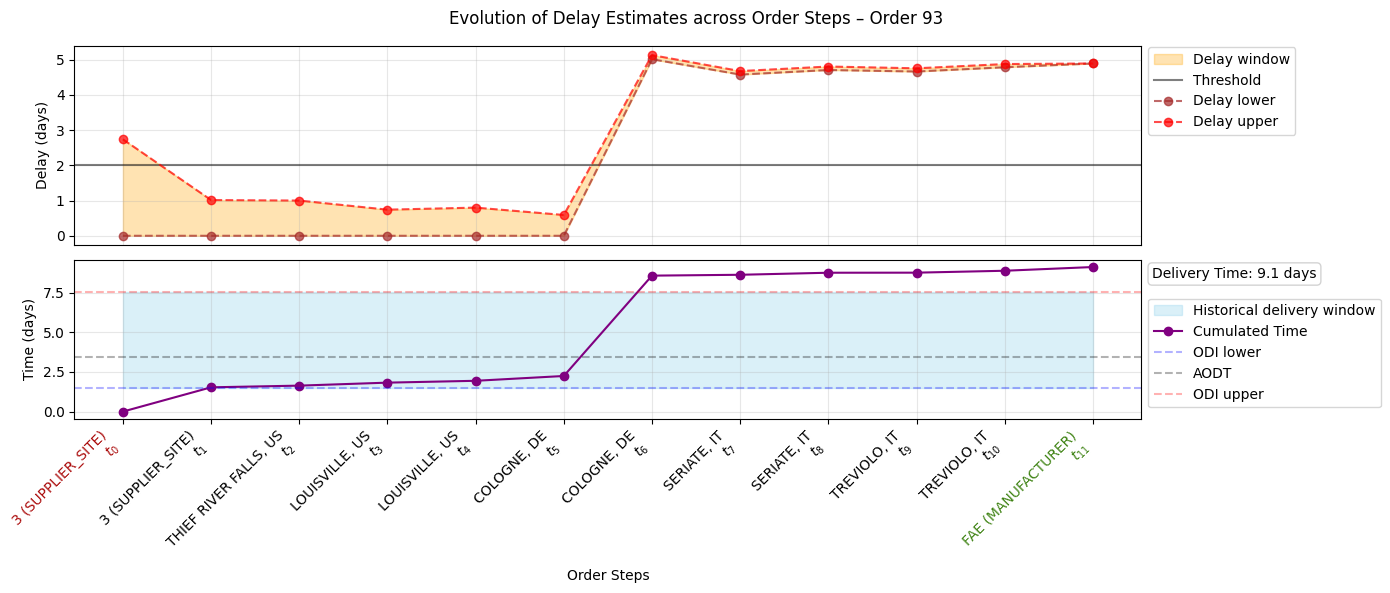 Evolution of Delay Estimates across Order Steps – Order 93
Delay (days)
5
4
3
2
1
0
Delay window
Threshold
Delay lower
Delay upper
Time (days)
7.5
5.0
2.5
0.0
Delivery Time: 9.1 days
Historical delivery window
Cumulated Time
ODI lower
AODT
ODI upper
3 (SUPPLIER_SITE)
t0
3 (SUPPLIER_SITE)
t1
THIEF RIVER FALLS, US
t2
LOUISVILLE, US
t3
LOUISVILLE, US
t4
COLOGNE, DE
t5
COLOGNE, DE
t6
SERIATE, IT
t7
SERIATE, IT
t8
TREVIOLO, IT
t9
TREVIOLO, IT
t10
FAE (MANUFACTURER)
t11
Order Steps